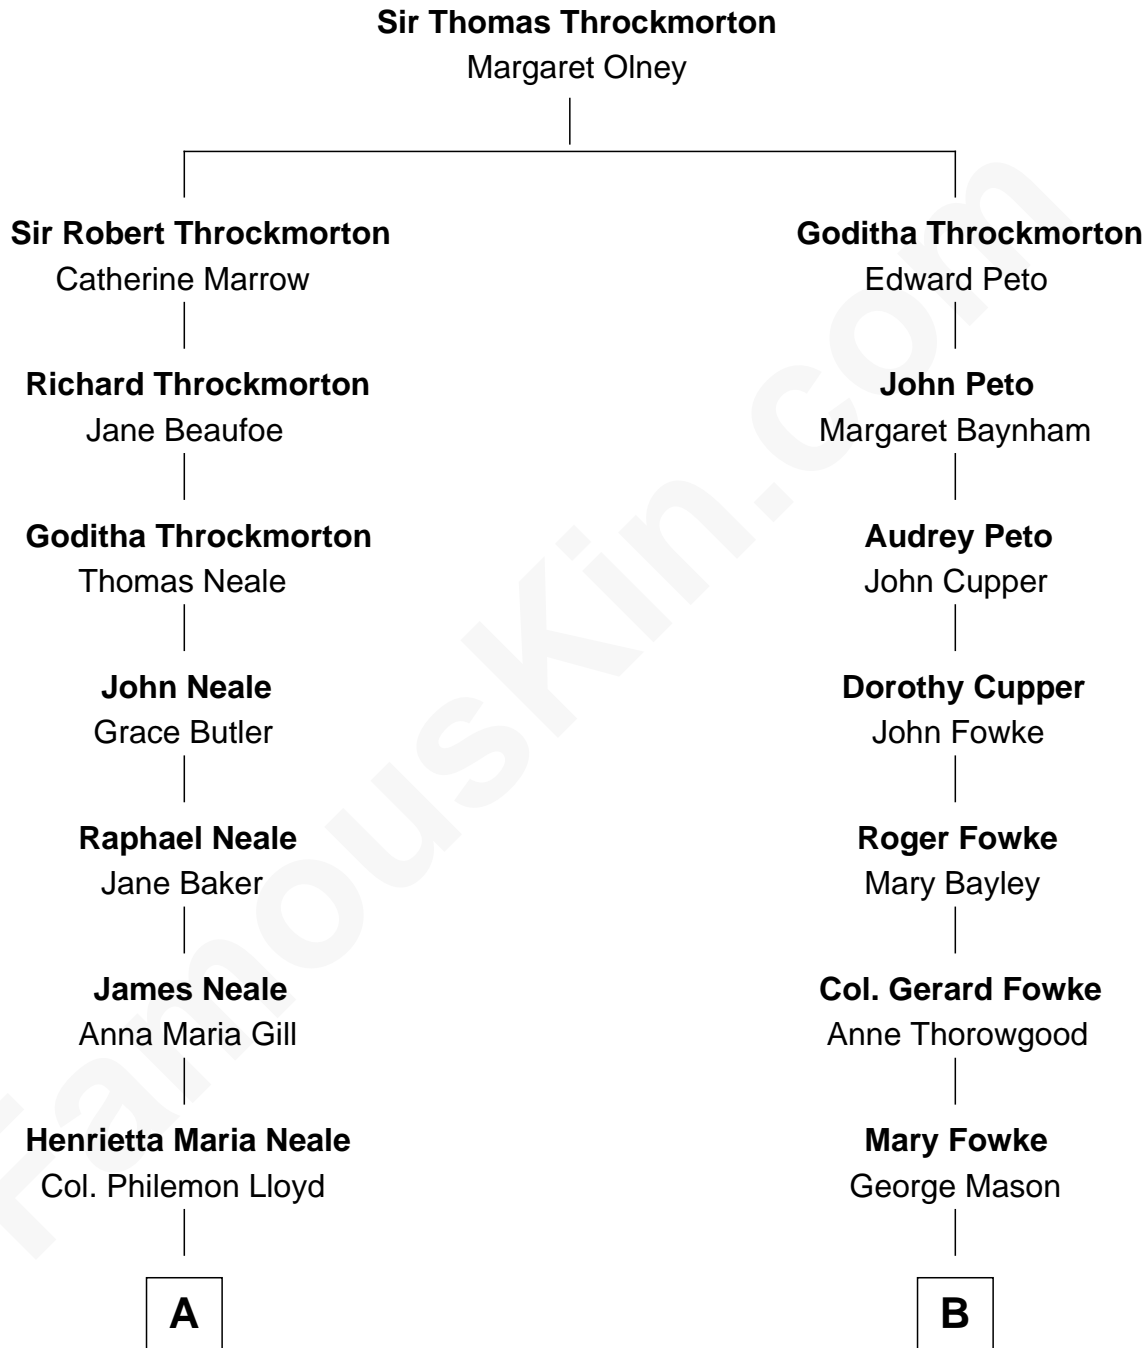 Sir Thomas Throckmorton
Margaret Olney
Sir Robert Throckmorton
Catherine Marrow
Richard Throckmorton
Jane Beaufoe
Goditha Throckmorton
Thomas Neale
John Neale
Grace Butler
Raphael Neale
Jane Baker
James Neale
Anna Maria Gill
Henrietta Maria Neale
Col. Philemon Lloyd
A
Goditha Throckmorton
Edward Peto
John Peto
Margaret Baynham
Audrey Peto
John Cupper
Dorothy Cupper
John Fowke
Roger Fowke
Mary Bayley
Col. Gerard Fowke
Anne Thorowgood
Mary Fowke
George Mason
B
FamousKin.com